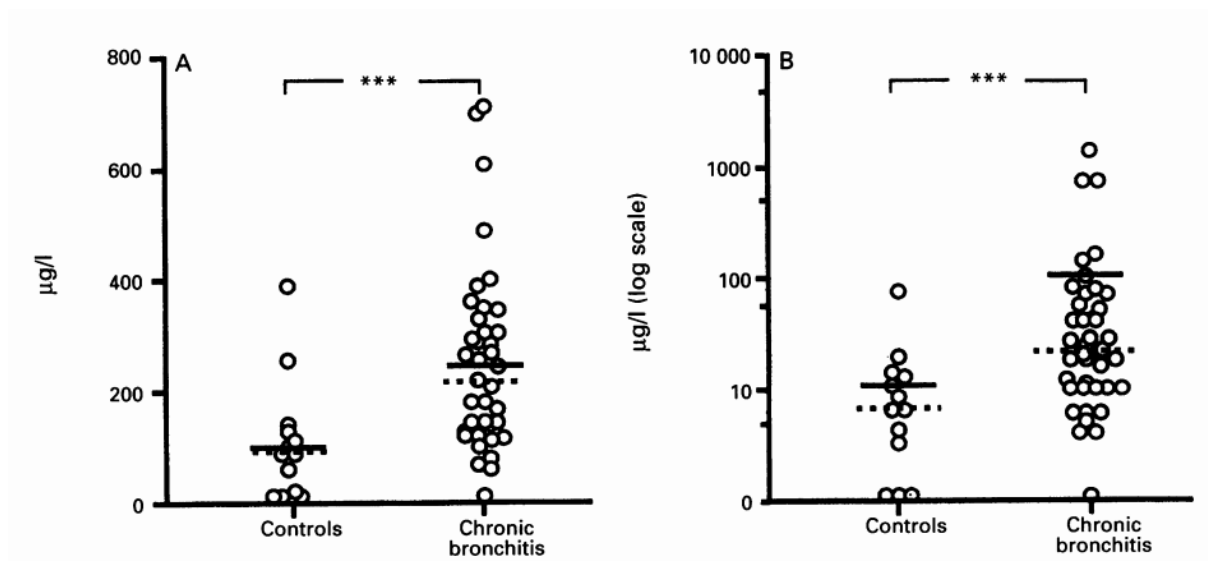 A
***
800
600
400
200
0
µg/l
Controls
Chronic
bronchitis
B
***
10 000
1000
100
10
0
µg/l (log scale)
Controls
Chronic
bronchitis